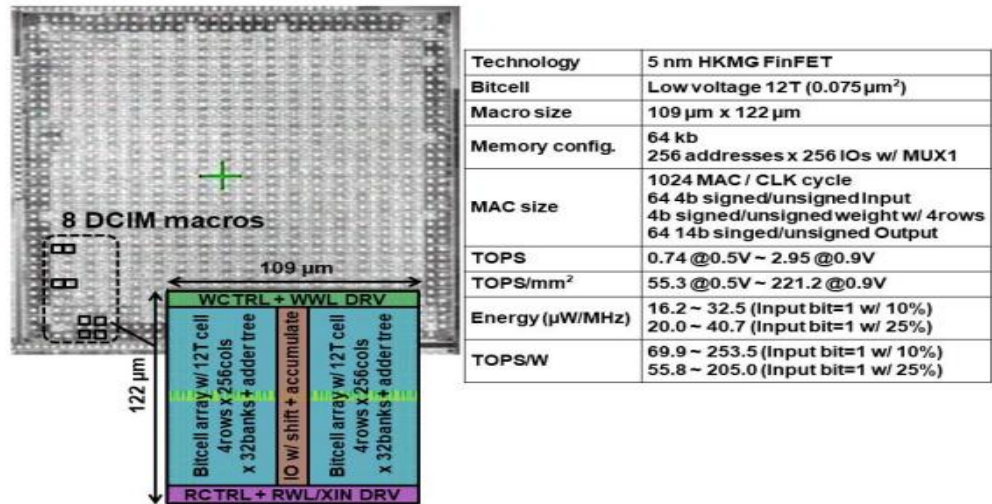 8 DCIM macros
109 µm
122 µm
WCTRL + WWL DRV
Bitcell array w/ 12T cell
4rows x 256cols
x 32banks + adder tree
IO w/ shift + accumulate
Bitcell array w/ 12T cell
4rows x 256cols
x 32banks + adder tree
RCTRL + RWL/XIN DRV
Technology 5 nm HKMG FinFET
Bitcell Low voltage 12T (0.075µm²)
Macro size 109 µm x 122 µm
Memory config. 64 kb
256 addresses x 256 IOs w/ MUX1
MAC size 1024 MAC / CLK cycle
64 4b signed/unsigned Input
4b signed/unsigned weight w/ 4rows
64 14b singed/unsigned Output
TOPS 0.74 @0.5V ~ 2.95 @0.9V
TOPS/mm² 55.3 @0.5V ~ 221.2 @0.9V
Energy (µW/MHz) 16.2 ~ 32.5 (Input bit=1 w/ 10%)
20.0 ~ 40.7 (Input bit=1 w/ 25%)
TOPS/W 69.9 ~ 253.5 (Input bit=1 w/ 10%)
55.8 ~ 205.0 (Input bit=1 w/ 25%)